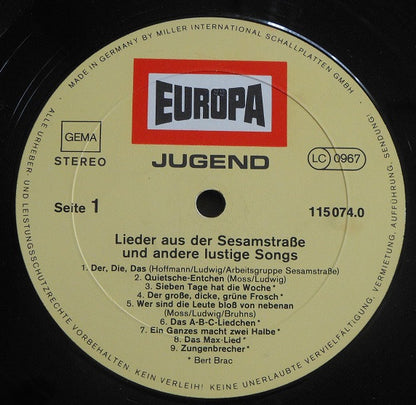 MADE IN GERMANY BY MILLER INTERNATIONAL SCHALLPLATTEN GMBH
EUROPA
JUGEND
GEMA
STEREO
LC 0967
Seite 1
115 074.0
Lieder aus der Sesamstraße
und andere lustige Songs
1. Der, Die, Das (Hoffmann/Ludwig/Arbeitsgruppe Sesamstraße)
2. Quietsche-Entchen (Moss/Ludwig)
3. Sieben Tage hat die Woche*
4. Der große, dicke, grüne Frosch*
5. Wer sind die Leute bloß von nebenan
(Moss/Ludwig/Bruhns)
6. Das A-B-C-Liedchen*
7. Ein Ganzes macht zwei Halbe*
8. Das Max-Lied*
9. Zungenbrecher*
* Bert Brac
ALLE URHEBER- UND LEISTUNGSSCHUTZRECHTE VORBEHALTEN. KEIN VERLEIH! KEINE UNERLAUBTE VERVIELFÄLTIGUNG, VERMIETUNG, AUFFÜHRUNG, SENDUNG!